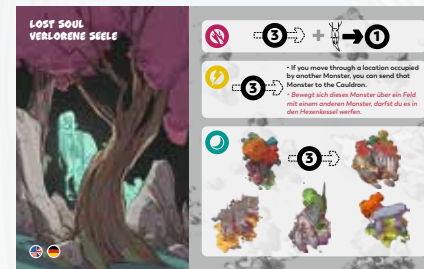 LOST SOUL
VERLORENE SEELE
3 + 1
3
• If you move through a location occupied
by another Monster, you can send that
Monster to the Cauldron.
• Bewegt sich dieses Monster über ein Feld
mit einem anderen Monster, darfst du es in
den Hexenkessel werfen.
3